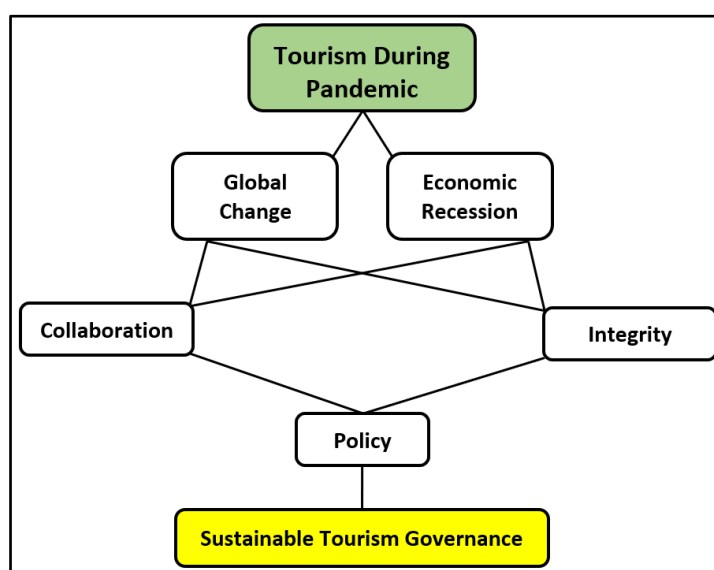 Tourism During
Pandemic
Global
Change
Economic
Recession
Collaboration
Integrity
Policy
Sustainable Tourism Governance